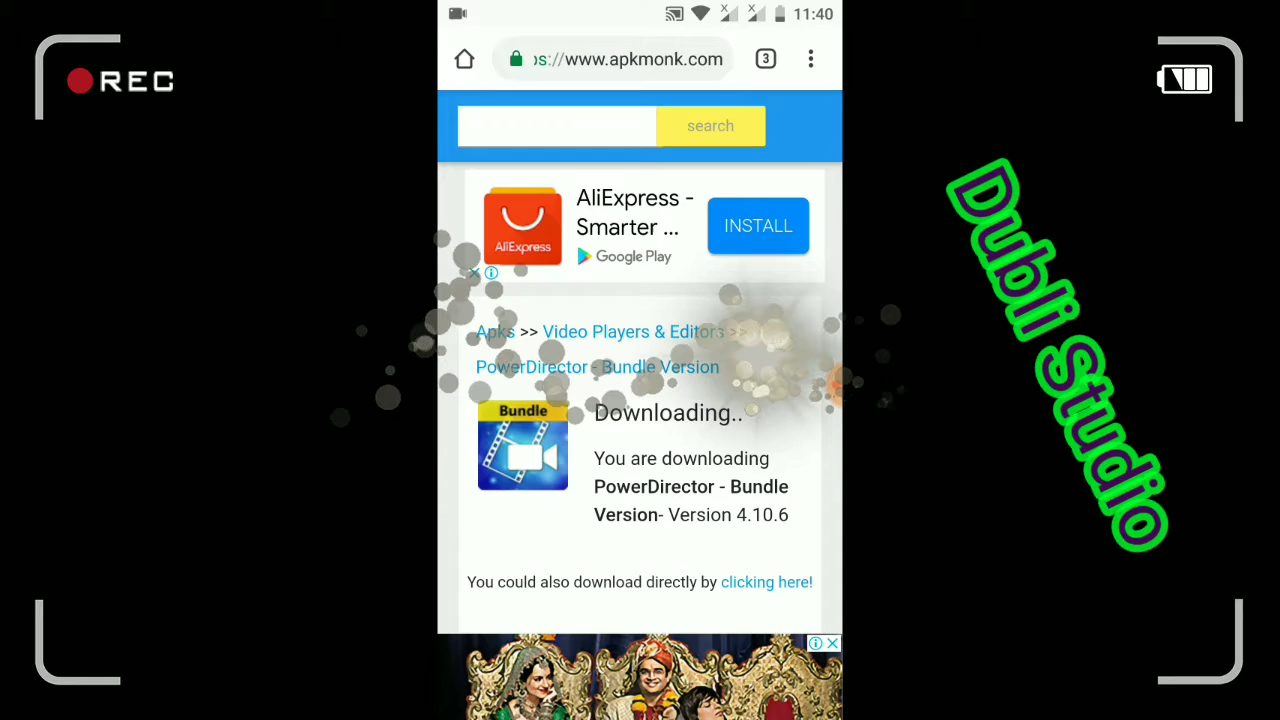 11:40
REC
ps://www.apkmonk.com
3
search
AliExpress -
Smarter ...
INSTALL
AliExpress
Google Play
Apks >> Video Players & Editors >>
PowerDirector - Bundle Version
Bundle
Downloading..
You are downloading
PowerDirector - Bundle
Version- Version 4.10.6
You could also download directly by clicking here!
Dubli Studio